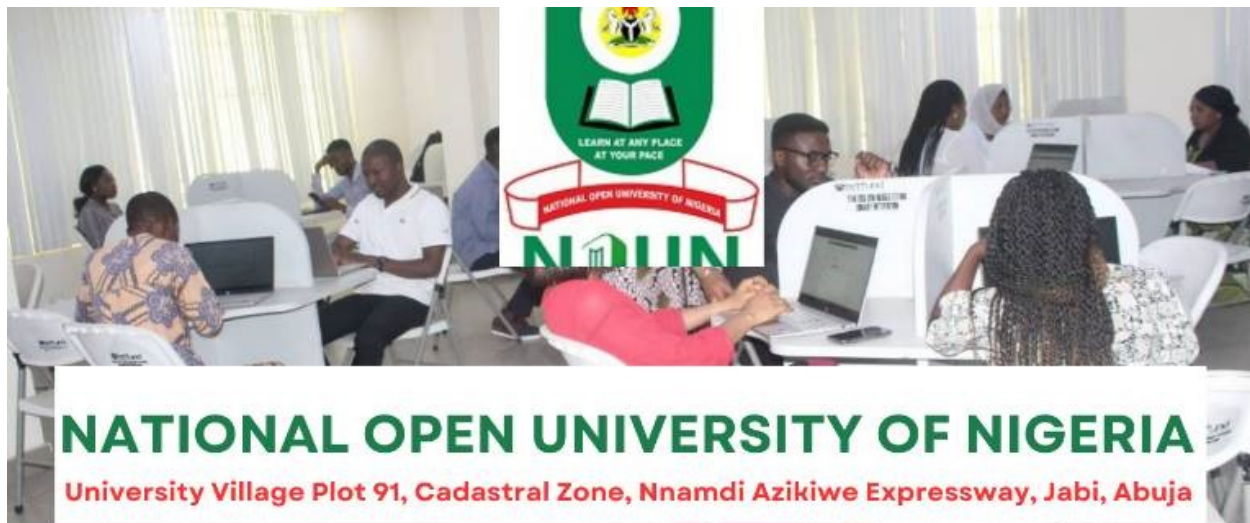 LEARN AT ANY PLACE
AT YOUR PACE
NATIONAL OPEN UNIVERSITY OF NIGERIA
NOUN
NATIONAL OPEN UNIVERSITY OF NIGERIA
University Village Plot 91, Cadastral Zone, Nnamdi Azikiwe Expressway, Jabi, Abuja